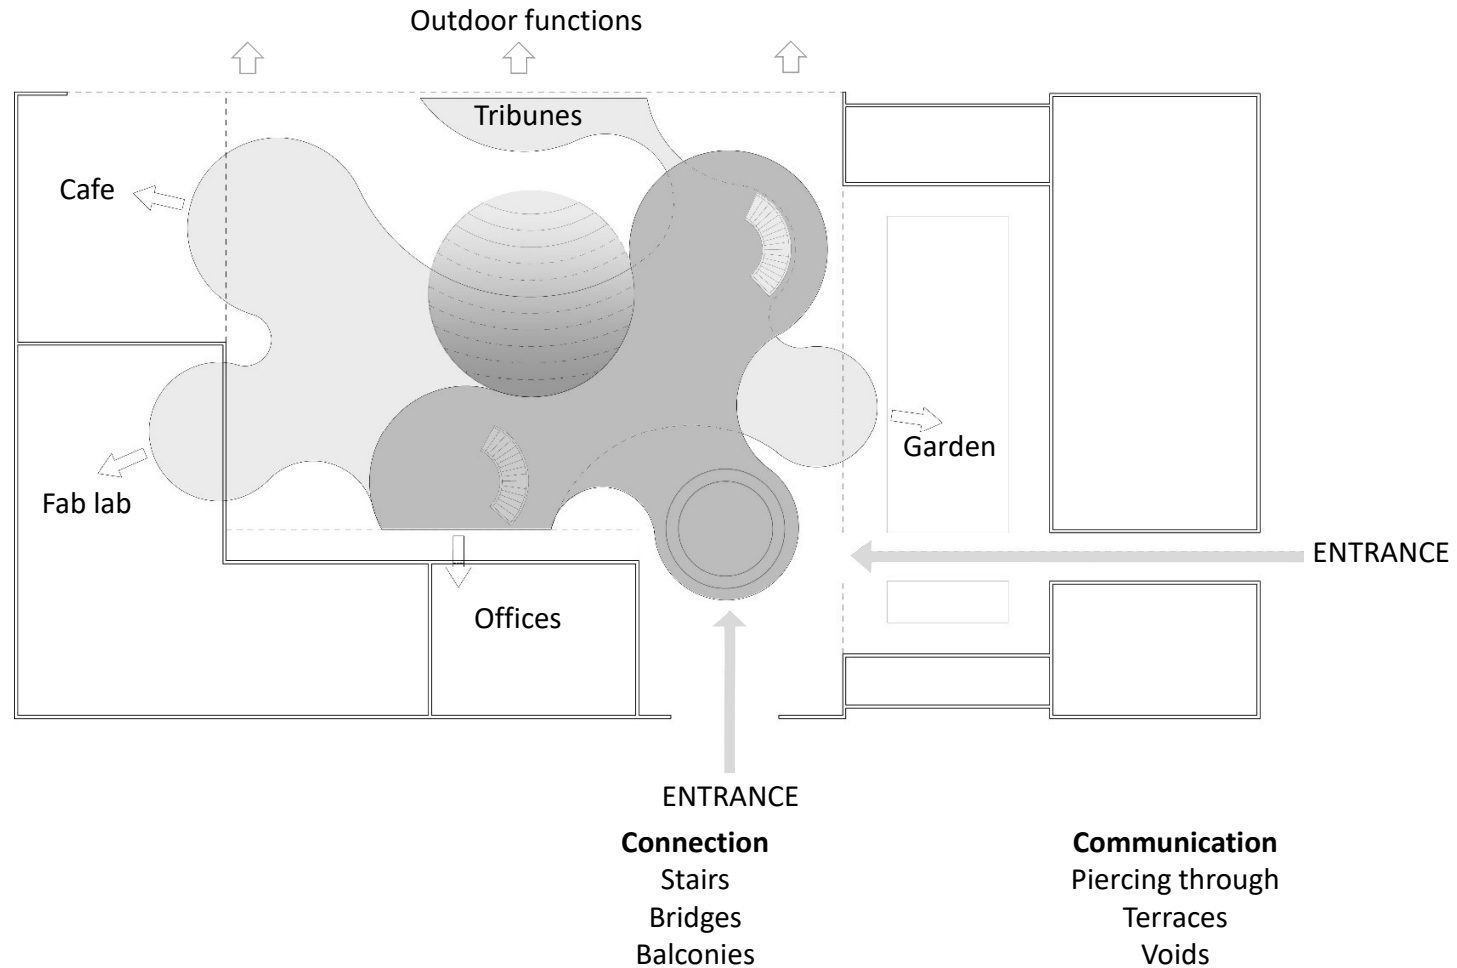 Outdoor functions
Tribunes
Cafe
Garden
Fab lab
ENTRANCE
Offices
ENTRANCE
Connection
Stairs
Bridges
Balconies
Communication
Piercing through
Terraces
Voids